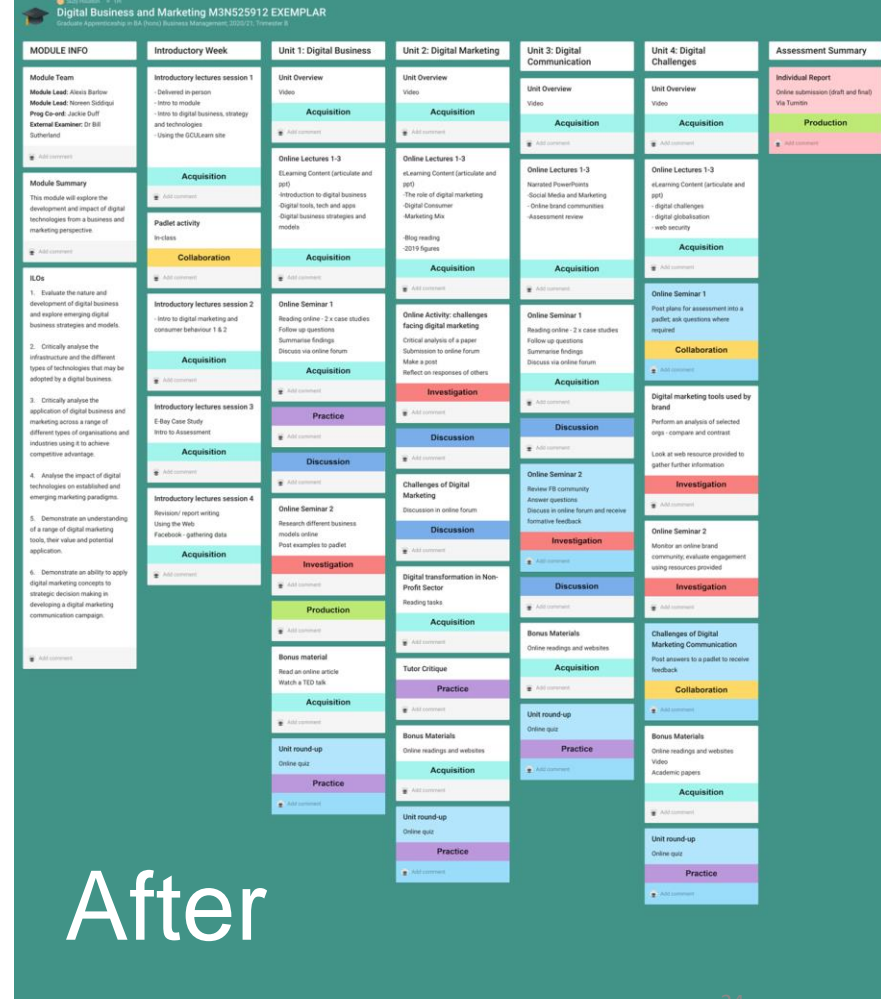 Digital Business and Marketing M3N525912 EXEMPLAR
Graduate Apprenticeship in BA (Hons) Business Management, 2020/21, Trimester B
MODULE INFO
Module Team
Module Lead: Alexis Barlow
Module Lead: Noreen Siddiqui
Prog Co-ord: Jackie Duff
External Examiner: Dr Bill
Sutherland
Add comment
Module Summary
This module will explore the
development and impact of digital
technologies from a business and
marketing perspective
Add comment
ILOs
1. Evaluate the nature and
development of digital business
and explore emerging digital
business strategies and models.
2. Critically analyse the
infrastructure and the different
types of technologies that may be
adopted by a digital business.
3. Critically analyse the
application of digital business and
marketing across a range of
different types of organisations and
industries using it to achieve
competitive advantage.
4. Analyse the impact of digital
technologies on established and
emerging marketing paradigms.
5. Demonstrate an understanding
of a range of digital marketing
tools, their value and potential
application.
6. Demonstrate an ability to apply
digital marketing concepts to
strategic decision making in
developing a digital marketing
communication campaign.
Add comment
Introductory Week
Introductory lectures session 1
- Delivered in-person
- Intro to module
- Intro to digital business, strategy
and technologies
- Using the GCULearn site
Acquisition
Add comment
Padlet activity
In-class
Collaboration
Add comment
Introductory lectures session 2
- Intro to digital marketing and
consumer behaviour 1 & 2
Acquisition
Add comment
Introductory lectures session 3
E-Bay Case Study
Intro to Assessment
Acquisition
Add comment
Introductory lectures session 4
Revision/ report writing
Using the Web
Facebook - gathering data
Acquisition
Add comment
Unit 1: Digital Business
Unit Overview
Video
Acquisition
Add comment
Online Lectures 1-3
ELearning Content (articulate and
ppt)
-Introduction to digital business
-Digital tools, tech and apps
-Digital business strategies and
models
Acquisition
Add comment
Online Seminar 1
Reading online - 2 x case studies
Follow up questions
Summarise findings
Discuss via online forum
Acquisition
Add comment
Practice
Add comment
Discussion
Add comment
Online Seminar 2
Research different business
models online
Post examples to padlet
Investigation
Add comment
Production
Add comment
Bonus material
Read an online article
Watch a TED talk
Acquisition
Add comment
Unit round-up
Online quiz
Practice
Add comment
Unit 2: Digital Marketing
Unit Overview
Video
Acquisition
Add comment
Online Lectures 1-3
eLearning Content (articulate and
ppt)
-The role of digital marketing
-Digital Consumer
-Marketing Mix
-Blog reading
-2019 figures
Acquisition
Add comment
Online Activity: challenges
facing digital marketing
Critical analysis of a paper
Submission to online forum
Make a post
Reflect on responses of others
Investigation
Add comment
Discussion
Add comment
Challenges of Digital
Marketing
Discussion in online forum
Discussion
Add comment
Digital transformation in Non-
Profit Sector
Reading tasks
Acquisition
Add comment
Tutor Critique
Practice
Add comment
Bonus Materials
Online readings and websites
Acquisition
Add comment
Unit round-up
Online quiz
Practice
Add comment
Unit 3: Digital
Communication
Unit Overview
Video
Acquisition
Add comment
Online Lectures 1-3
Narrated PowerPoints
-Social Media and Marketing
- Online brand communities
-Assessment review
Acquisition
Add comment
Online Seminar 1
Reading online - 2 x case studies
Follow up questions
Summarise findings
Discuss via online forum
Acquisition
Add comment
Discussion
Add comment
Online Seminar 2
Review FB community
Answer questions
Discuss in online forum and receive
formative feedback
Investigation
Add comment
Discussion
Add comment
Bonus Materials
Online readings and websites
Acquisition
Add comment
Unit round-up
Online quiz
Practice
Add comment
Unit 4: Digital
Challenges
Unit Overview
Video
Acquisition
Add comment
Online Lectures 1-3
eLearning Content (articulate and
ppt)
- digital challenges
- digital globalisation
- web security
Acquisition
Add comment
Online Seminar 1
Post plans for assessment into a
padlet; ask questions where
required
Collaboration
Add comment
Digital marketing tools used by
brand
Perform an analysis of selected
orgs - compare and contrast
Look at web resource provided to
gather further information
Investigation
Add comment
Online Seminar 2
Monitor an online brand
community; evaluate engagement
using resources provided
Investigation
Add comment
Challenges of Digital
Marketing Communication
Post answers to a padlet to receive
feedback
Collaboration
Add comment
Bonus Materials
Online readings and websites
Video
Academic papers
Acquisition
Add comment
Unit round-up
Online quiz
Practice
Add comment
Assessment Summary
Individual Report
Online submission (draft and final)
Via Turnitin
Production
Add comment
After